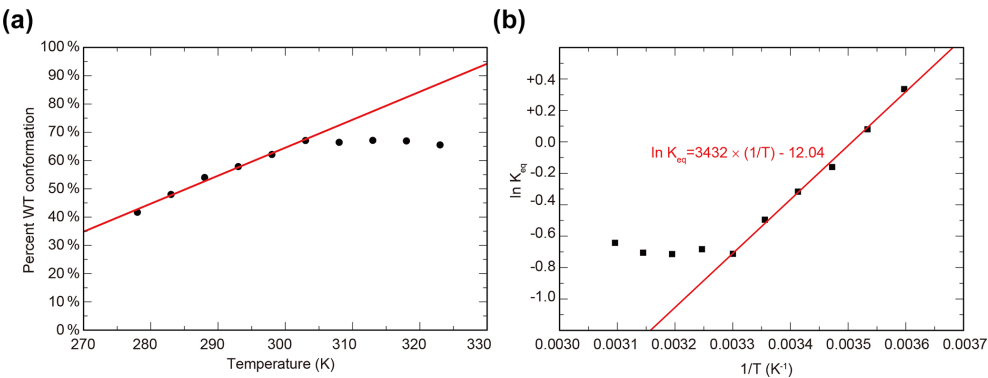 (a)
100 %
90 %
80 %
70 %
60 %
50 %
40 %
30 %
20 %
10 %
0 %
Percent WT conformation
270 280 290 300 310 320 330
Temperature (K)
(b)
+0.4
+0.2
0.0
-0.2
-0.4
-0.6
-0.8
-1.0
ln Keq
ln Keq=3432 × (1/T) - 12.04
0.0030 0.0031 0.0032 0.0033 0.0034 0.0035 0.0036 0.0037
1/T (K-1)